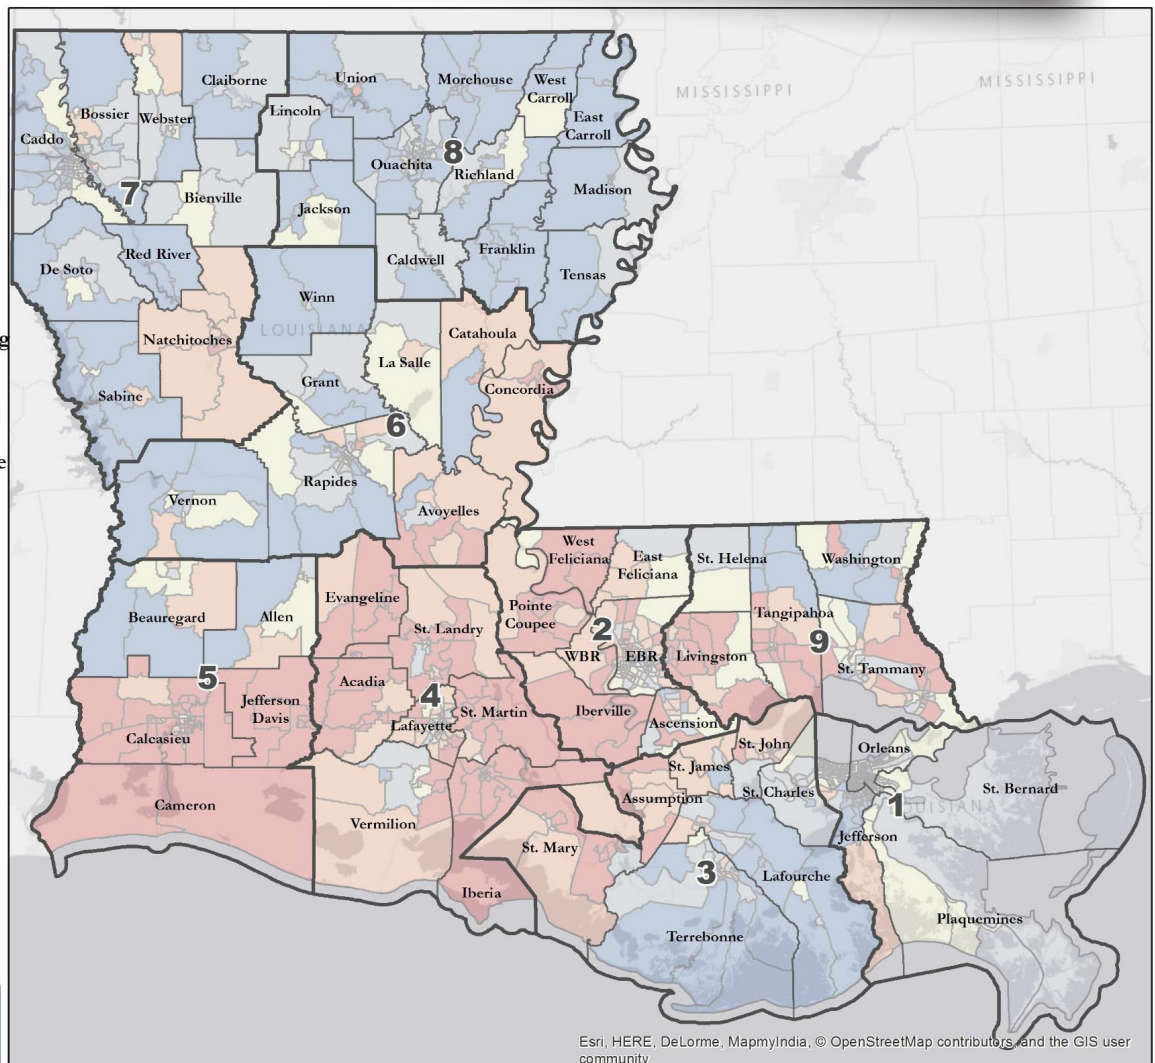 MISSISSIPPI
MISSISSIPPI
Claiborne
Union
Morehouse
West
Carroll
Bossier
Webster
Lincoln
East
Carroll
Caddo
Ouachita
8
Richland
7
Bienville
Jackson
Madison
De Soto
Red River
Caldwell
Franklin
Tensas
Winn
LOUISIANA
Natchitoches
Catahoula
g
La Salle
Sabine
Grant
Concordia
6
e
Rapides
Vernon
Avoyelles
West
Feliciana
East
Feliciana
St. Helena
Washington
Beauregard
Allen
Evangeline
Pointe
Coupee
St. Landry
Tangipahoa
2
9
WBR
EBR
Livingston
St. Tammany
5
Acadia
4
Jefferson
Davis
Lafayette
St. Martin
Iberville
Ascension
Calcasieu
St. John
Orleans
St. James
St. Charles
St. Bernard
Cameron
Assumption
1
LOUISIANA
Vermilion
Jefferson
St. Mary
3
Lafourche
Iberia
Plaquemines
Terrebonne
Esri, HERE, DeLorme, MapmyIndia, © OpenStreetMap contributors, and the GIS user
community